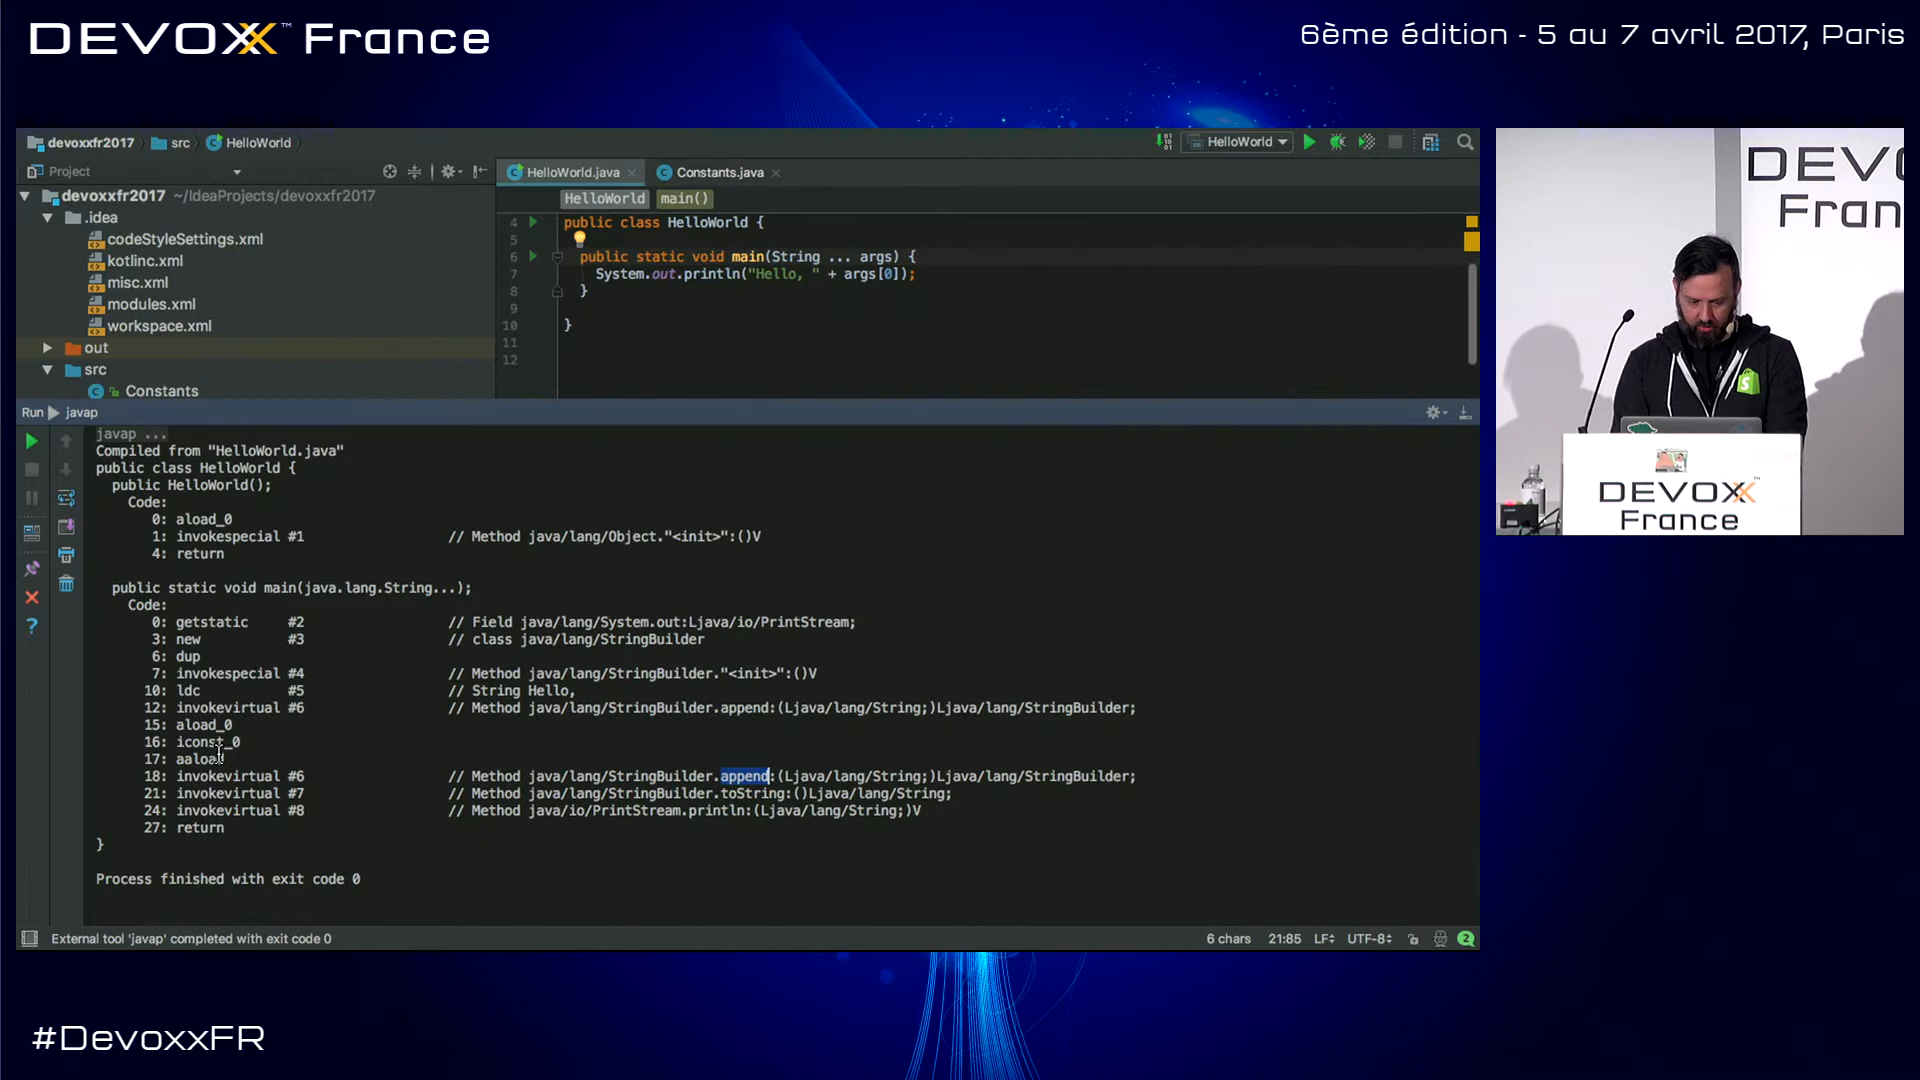 DEVOXX™ France
6ème édition - 5 au 7 avril 2017, Paris
devoxxfr2017 src HelloWorld
HelloWorld
Project
HelloWorld.java Constants.java
devoxxfr2017 ~/IdeaProjects/devoxxfr2017
.idea
codeStyleSettings.xml
kotlinc.xml
misc.xml
modules.xml
workspace.xml
out
src
Constants
HelloWorld main()
4 public class HelloWorld {
5
6 public static void main(String ... args) {
7 System.out.println("Hello, " + args[0]);
8 }
9
10 }
11
12
Run javap
javap ...
Compiled from "HelloWorld.java"
public class HelloWorld {
public HelloWorld();
Code:
0: aload_0
1: invokespecial #1 // Method java/lang/Object."<init>":()V
4: return
public static void main(java.lang.String...);
Code:
0: getstatic #2 // Field java/lang/System.out:Ljava/io/PrintStream;
3: new #3 // class java/lang/StringBuilder
6: dup
7: invokespecial #4 // Method java/lang/StringBuilder."<init>":()V
10: ldc #5 // String Hello,
12: invokevirtual #6 // Method java/lang/StringBuilder.append:(Ljava/lang/String;)Ljava/lang/StringBuilder;
15: aload_0
16: iconst_0
17: aaload
18: invokevirtual #6 // Method java/lang/StringBuilder.append:(Ljava/lang/String;)Ljava/lang/StringBuilder;
21: invokevirtual #7 // Method java/lang/StringBuilder.toString:()Ljava/lang/String;
24: invokevirtual #8 // Method java/io/PrintStream.println:(Ljava/lang/String;)V
27: return
}
Process finished with exit code 0
External tool 'javap' completed with exit code 0
6 chars 21:85 LF UTF-8 2
DEVO
Fran
DEVOXX™
France
#DevoxxFR